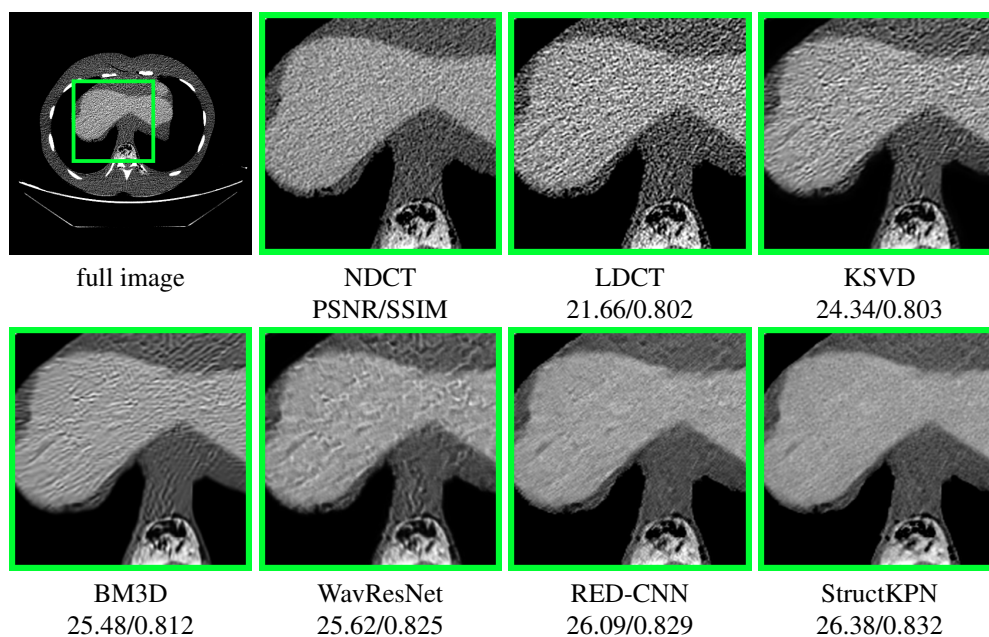 full image
NDCT
PSNR/SSIM
LDCT
21.66/0.802
KSVD
24.34/0.803
BM3D
25.48/0.812
WavResNet
25.62/0.825
RED-CNN
26.09/0.829
StructKPN
26.38/0.832